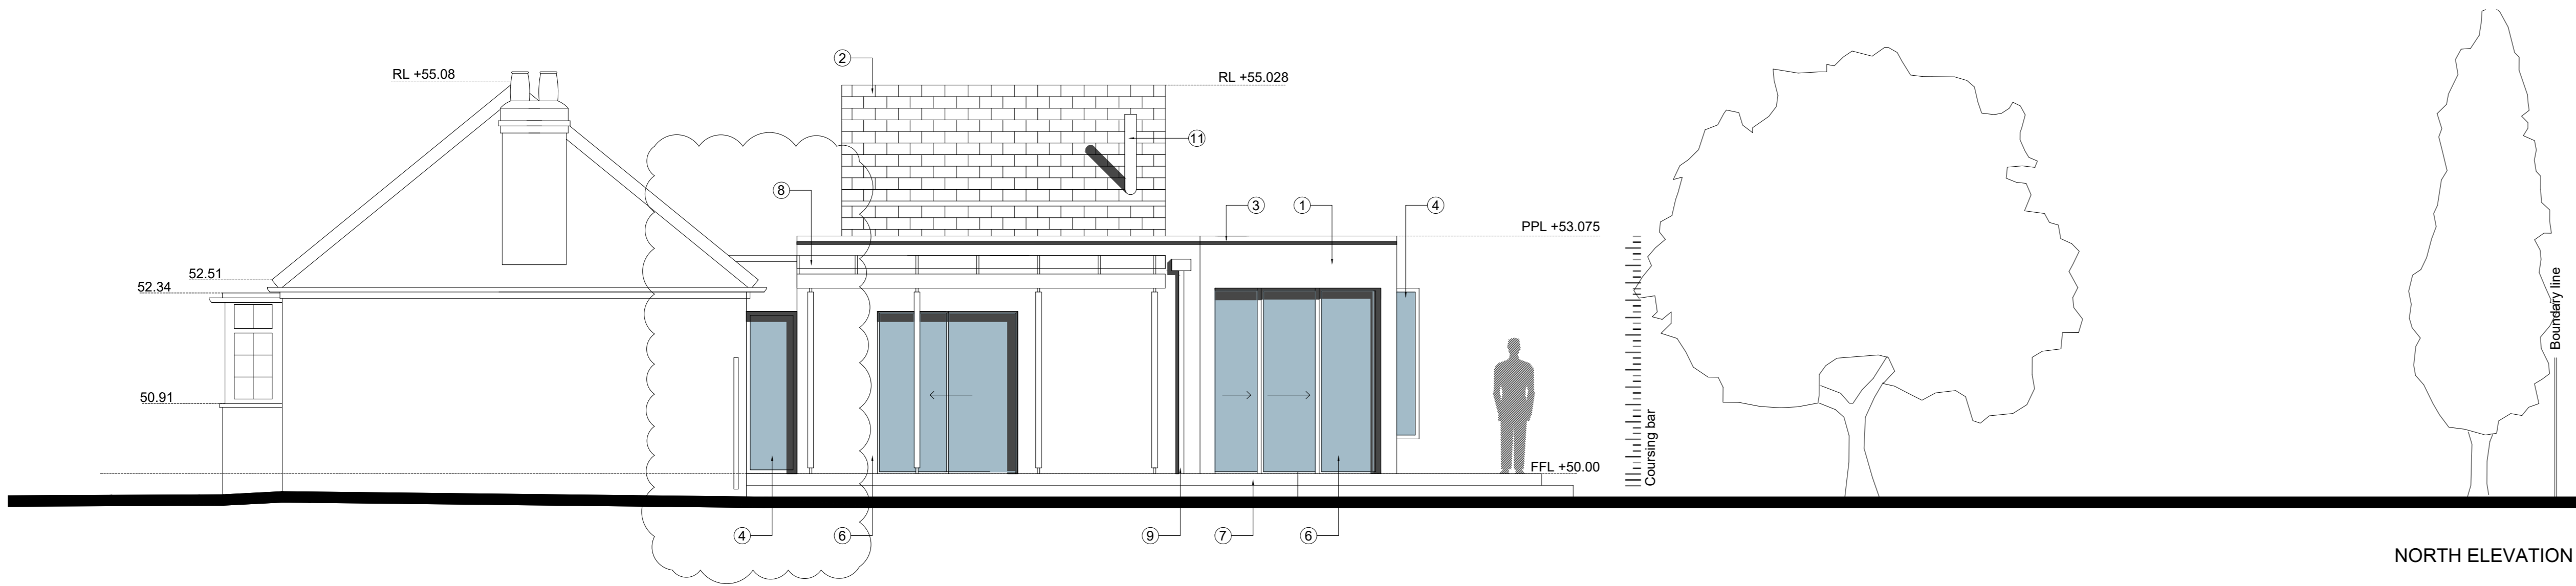 2
RL +55.08
RL +55.028
11
8
3
1
4
PPL +53.075
52.51
52.34
Boundary line
50.91
Coursing bar
FFL +50.00
4
6
9
7
6
NORTH ELEVATION